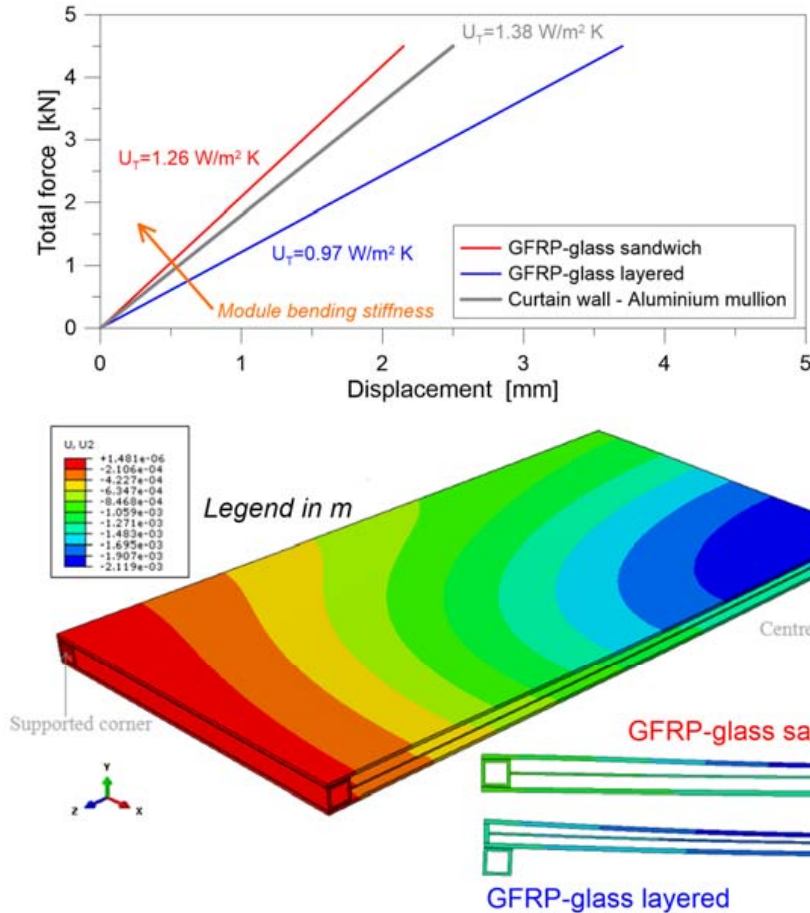 5
4
3
2
1
0
Total force [kN]
U_T=1.38 W/m² K
U_T=1.26 W/m² K
U_T=0.97 W/m² K
Module bending stiffness
GFRP-glass sandwich
GFRP-glass layered
Curtain wall - Aluminium mullion
0 1 2 3 4 5
Displacement [mm]
U, U2
+1.481e-06
-2.106e-04
-4.227e-04
-6.347e-04
-8.468e-04
-1.059e-03
-1.271e-03
-1.483e-03
-1.695e-03
-1.907e-03
-2.119e-03
Legend in m
Centre
Supported corner
Y
Z X
GFRP-glass sa
GFRP-glass layered